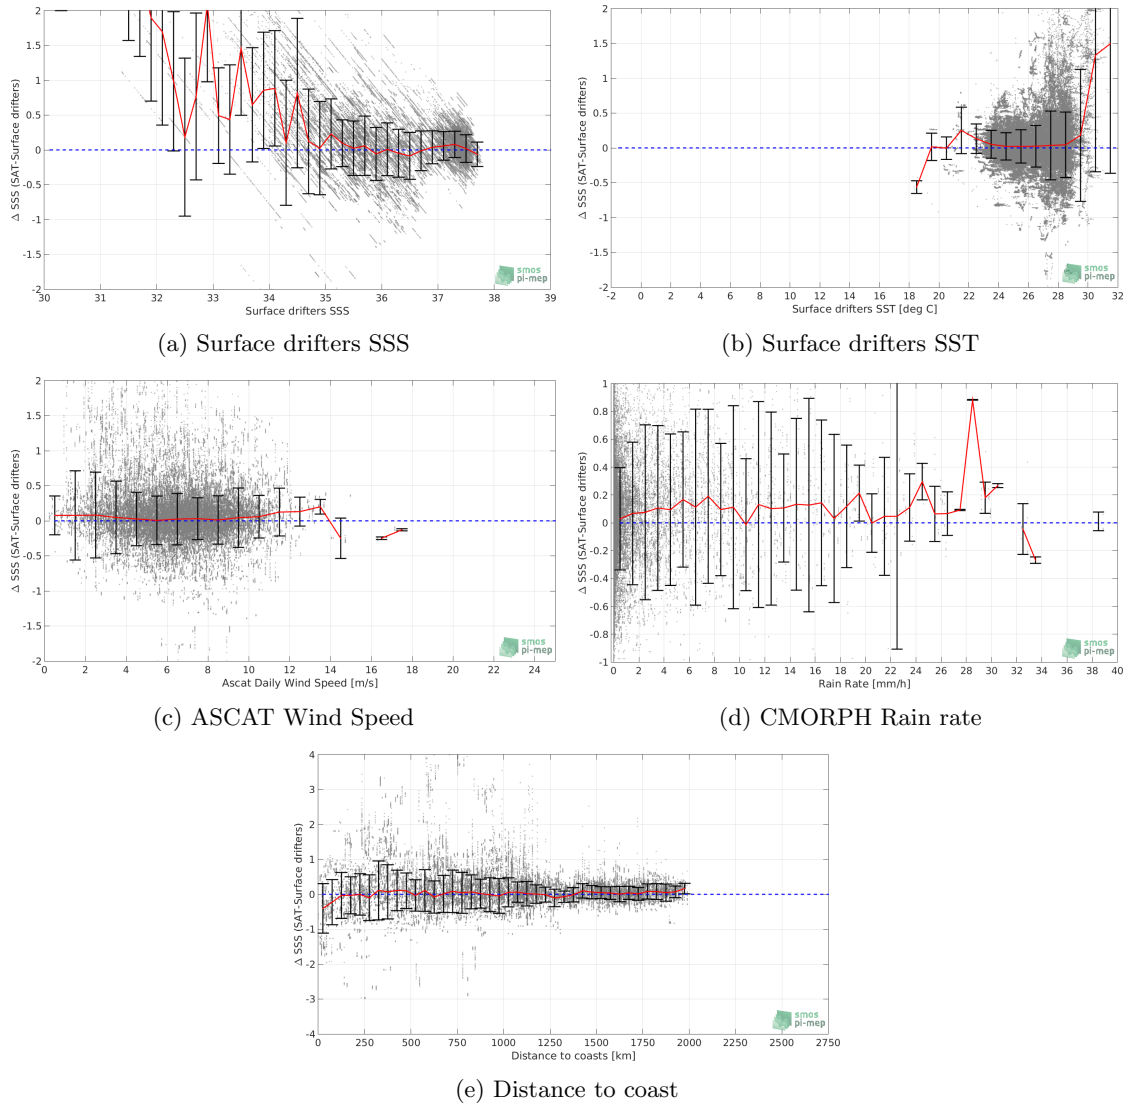 2
1.5
1
0.5
0
-0.5
-1
-1.5
-2
Δ SSS (SAT-Surface drifters)
30 31 32 33 34 35 36 37 38 39
Surface drifters SSS
smos
pi-mep
(a) Surface drifters SSS
2
1.5
1
0.5
0
-0.5
-1
-1.5
-2
Δ SSS (SAT-Surface drifters)
-2 0 2 4 6 8 10 12 14 16 18 20 22 24 26 28 30 32
Surface drifters SST [deg C]
smos
pi-mep
(b) Surface drifters SST
2
1.5
1
0.5
0
-0.5
-1
-1.5
-2
Δ SSS (SAT-Surface drifters)
0 2 4 6 8 10 12 14 16 18 20 22 24
Ascat Daily Wind Speed [m/s]
smos
pi-mep
(c) ASCAT Wind Speed
1
0.8
0.6
0.4
0.2
0
-0.2
-0.4
-0.6
-0.8
-1
Δ SSS (SAT-Surface drifters)
0 2 4 6 8 10 12 14 16 18 20 22 24 26 28 30 32 34 36 38 40
Rain Rate [mm/h]
smos
pi-mep
(d) CMORPH Rain rate
4
3
2
1
0
-1
-2
-3
-4
Δ SSS (SAT-Surface drifters)
0 250 500 750 1000 1250 1500 1750 2000 2250 2500 2750
Distance to coasts [km]
smos
pi-mep
(e) Distance to coast